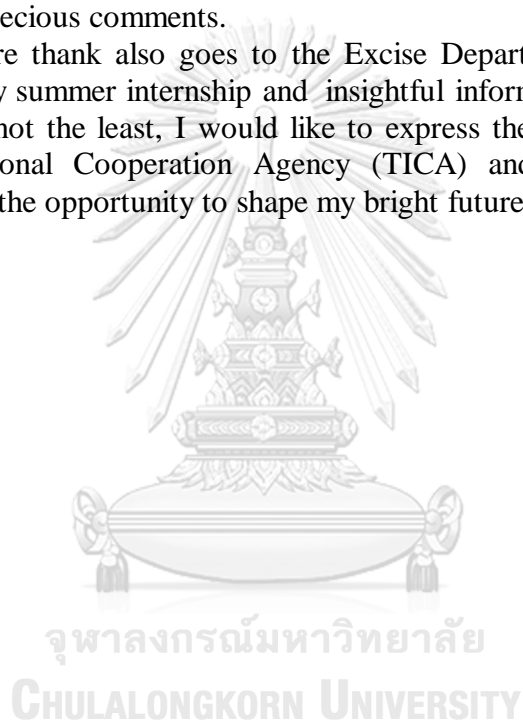 ecious comments.
re thank also goes to the Excise Depart
y summer internship and insightful inforn
not the least, I would like to express the
onal Cooperation Agency (TICA) and
the opportunity to shape my bright future
จุฬาลงกรณ์มหาวิทยาลัย
CHULALONGKORN UNIVERSITY